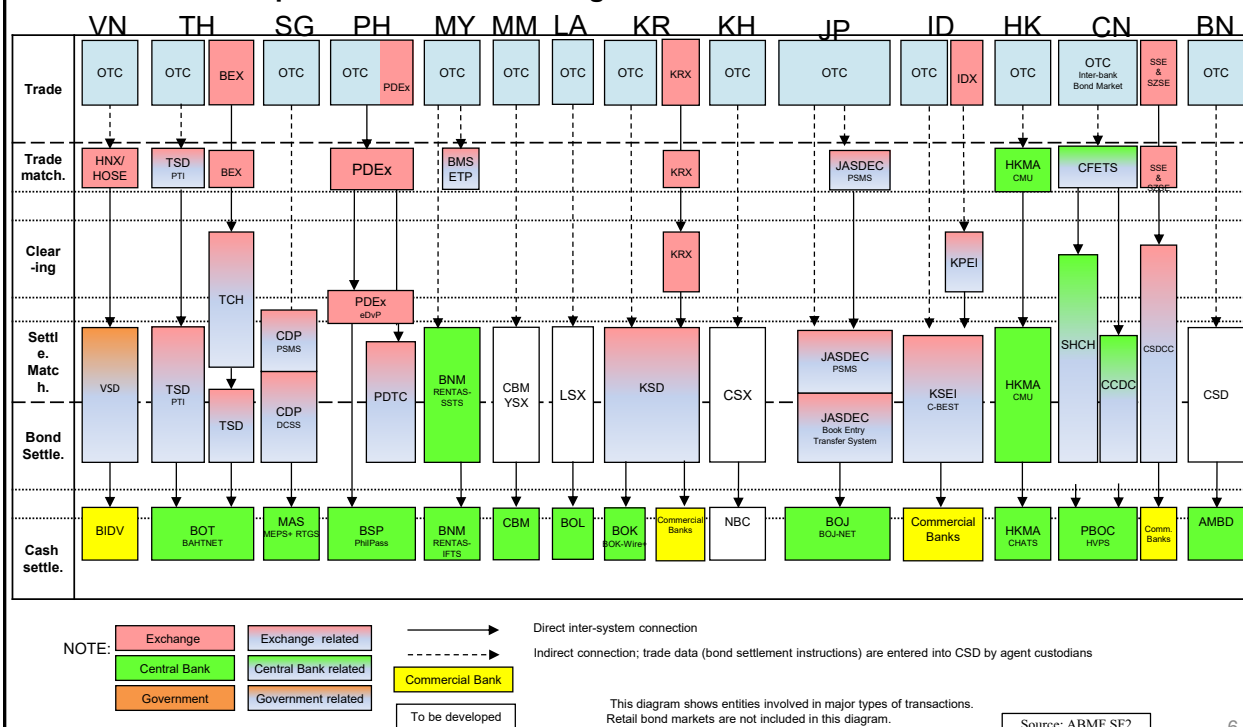 VN TH SG PH MY MM LA KR KH JP ID HK CN BN
Trade
OTC
OTC
BEX
OTC
OTC
PDEx
OTC
OTC
OTC
OTC
KRX
OTC
OTC
OTC
IDX
OTC
OTC
Inter-bank
Bond Market
SSE
&
SZSE
OTC
Trade
match.
HNX/
HOSE
TSD
PTI
BEX
PDEx
BMS
ETP
KRX
JASDEC
PSMS
HKMA
CMU
CFETS
SSE
&
SZSE
Clear
-ing
TCH
PDEx
eDvP
KRX
KPEI
Settl
e.
Matc
h.
Bond
Settle.
VSD
TSD
PTI
TSD
CDP
PSMS
CDP
DCSS
PDTC
BNM
RENTAS-
SSTS
CBM
YSX
LSX
KSD
CSX
JASDEC
PSMS
JASDEC
Book Entry
Transfer System
KSEI
C-BEST
HKMA
CMU
SHCH
CCDC
CSDCC
CSD
Cash
settle.
BIDV
BOT
BAHTNET
MAS
MEPS+ RTGS
BSP
PhilPass
BNM
RENTAS-
IFTS
CBM
BOL
BOK
BOK-Wire+
Commercial
Banks
NBC
BOJ
BOJ-NET
Commercial
Banks
HKMA
CHATS
PBOC
HVPS
Comm.
Banks
AMBD
NOTE:
Exchange
Exchange related
Central Bank
Central Bank related
Government
Government related
Direct inter-system connection
Indirect connection; trade data (bond settlement instructions) are entered into CSD by agent custodians
Commercial Bank
To be developed
This diagram shows entities involved in major types of transactions.
Retail bond markets are not included in this diagram.
Source: ABMF SF2
6